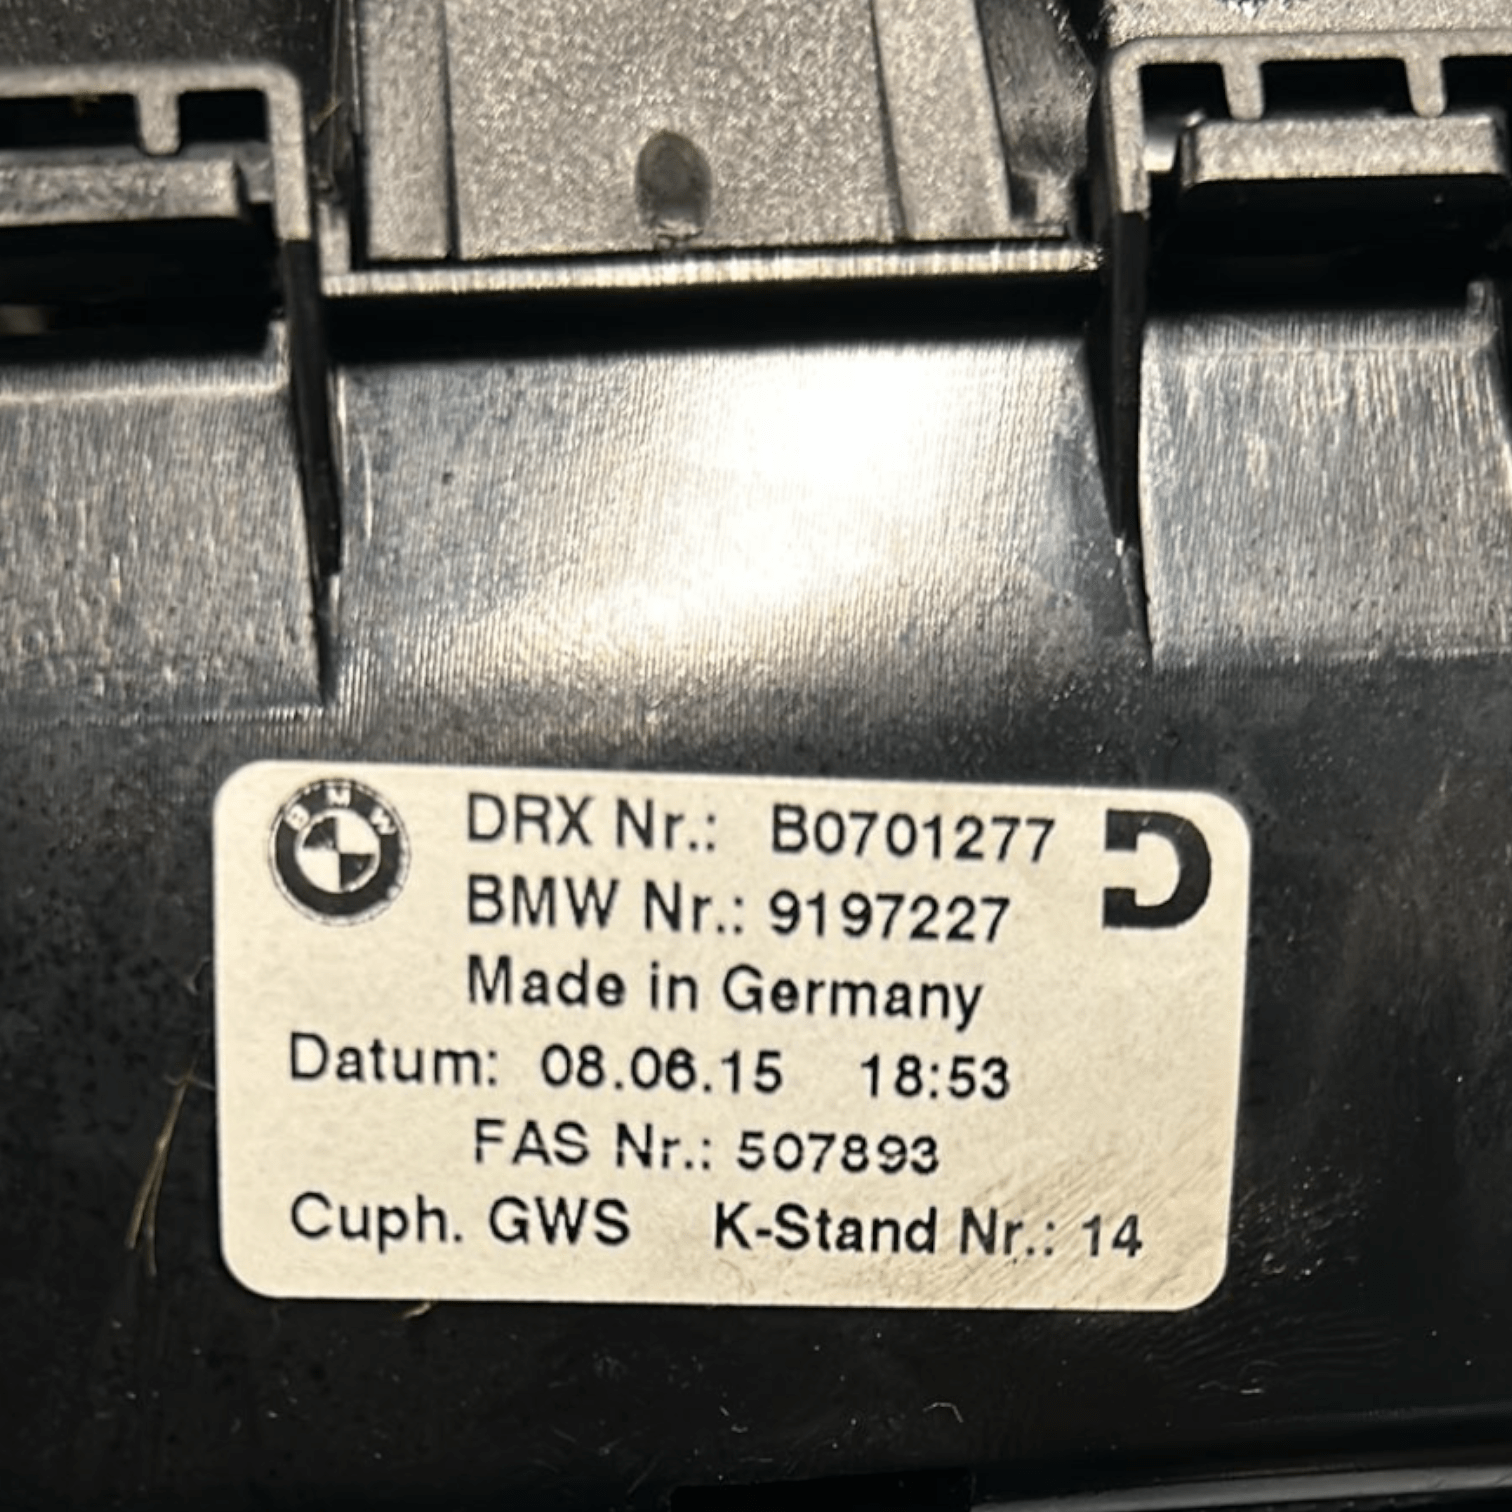 BMW
DRX Nr.: B0701277
BMW Nr.: 9197227
Made in Germany
Datum: 08.06.15 18:53
FAS Nr.: 507893
Cuph. GWS K-Stand Nr.: 14